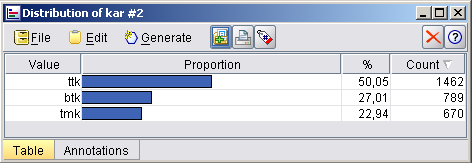 Distribution of kar #2
File Edit Generate
Value Proportion % Count
ttk 50,05 1462
btk 27,01 789
tmk 22,94 670
Table Annotations